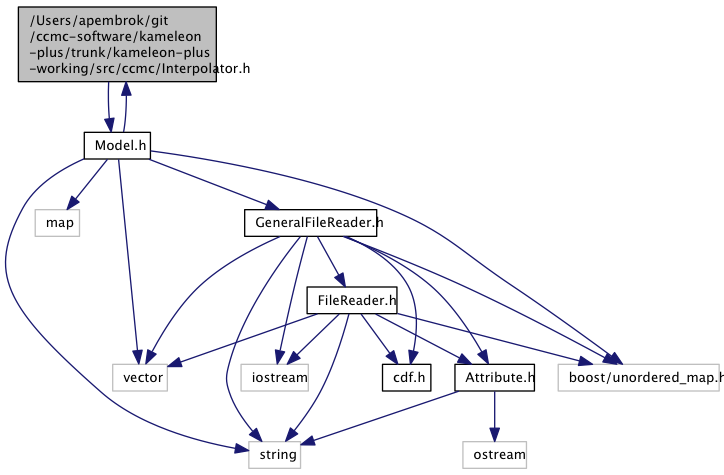 /Users/apembrok/git
/ccmc-software/kameleon
-plus/trunk/kameleon-plus
-working/src/ccmc/Interpolator.h
Model.h
map
GeneralFileReader.h
FileReader.h
vector
iostream
cdf.h
Attribute.h
boost/unordered_map.h
string
ostream